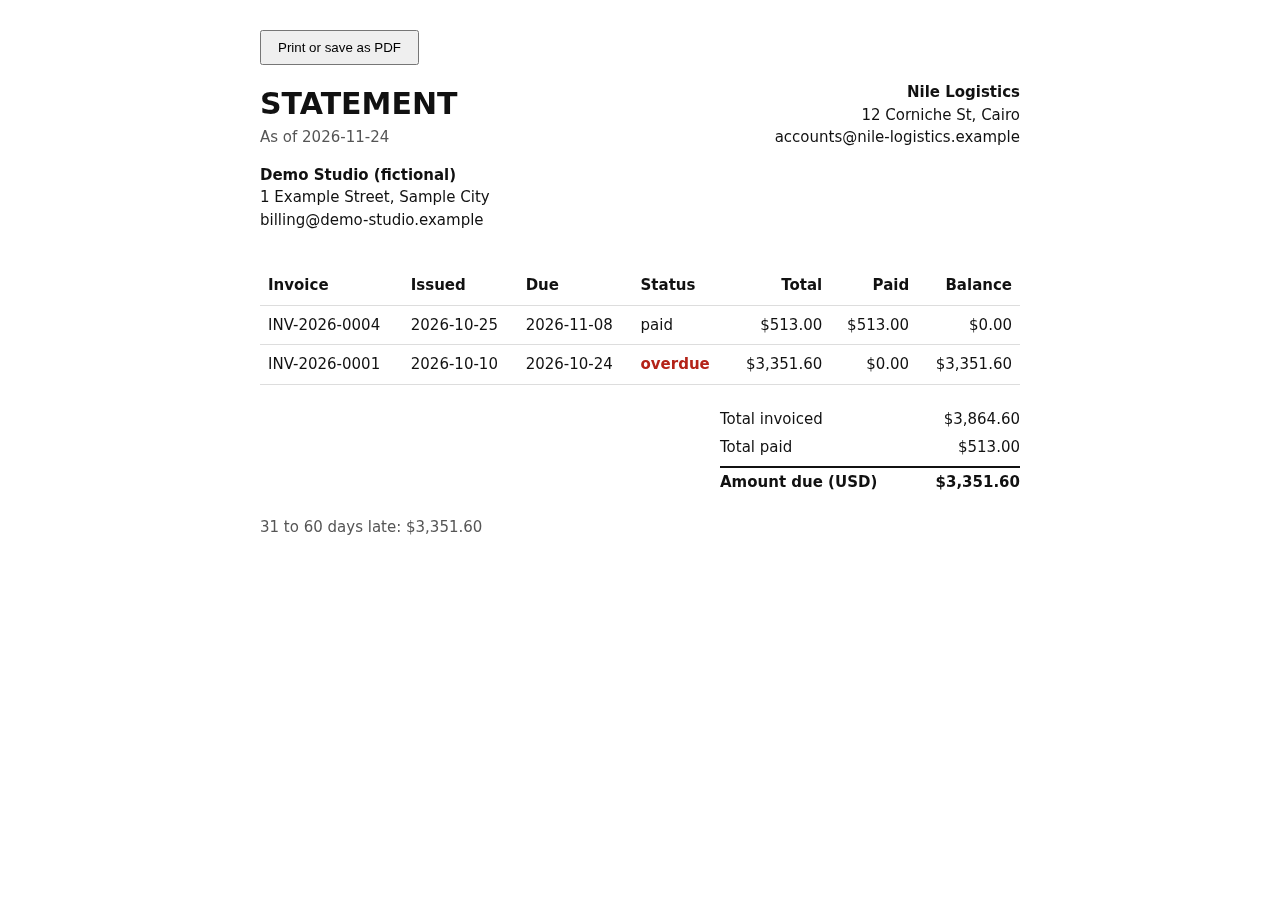 Print or save as PDF
STATEMENT
As of 2026-11-24
Nile Logistics
12 Corniche St, Cairo
accounts@nile-logistics.example
Demo Studio (fictional)
1 Example Street, Sample City
billing@demo-studio.example
Invoice Issued Due Status Total Paid Balance
INV-2026-0004 2026-10-25 2026-11-08 paid $513.00 $513.00 $0.00
INV-2026-0001 2026-10-10 2026-10-24 overdue $3,351.60 $0.00 $3,351.60
Total invoiced $3,864.60
Total paid $513.00
Amount due (USD) $3,351.60
31 to 60 days late: $3,351.60